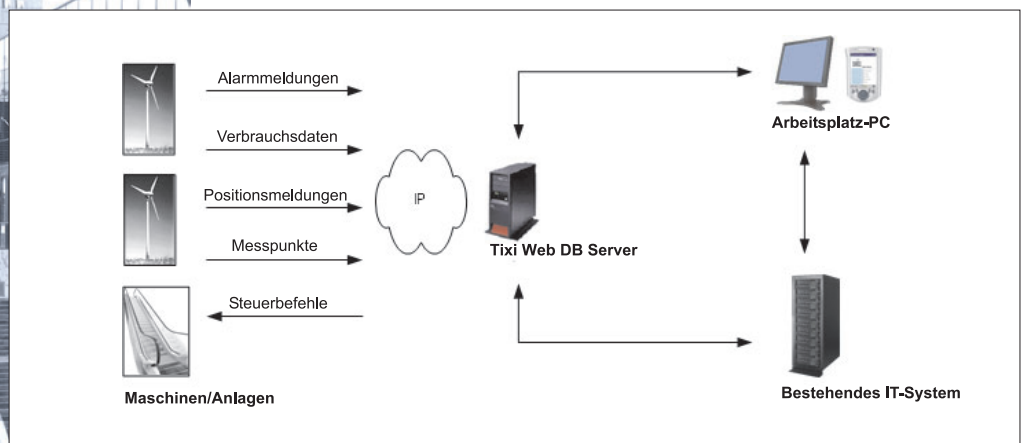 Alarmmeldungen
Verbrauchsdaten
Positionsmeldungen
Messpunkte
Steuerbefehle
Maschinen/Anlagen
IP
Tixi Web DB Server
Arbeitsplatz-PC
Bestehendes IT-System